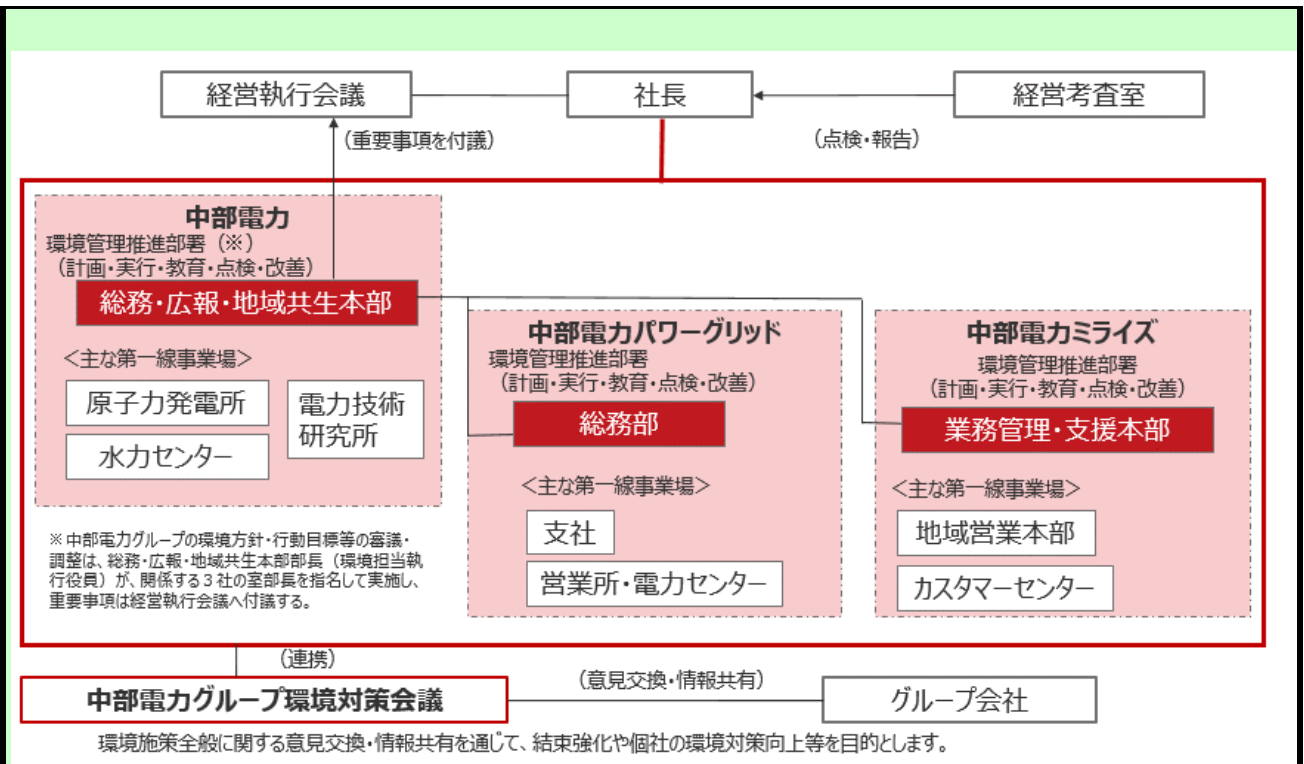 経営執行会議
社長
経営考査室
(重要事項を付議)
(点検・報告)
中部電力
環境管理推進部署(※)
(計画・実行・教育・点検・改善)
総務・広報・地域共生本部
<主な第一線事業場>
原子力発電所
電力技術
研究所
水力センター
※中部電力グループの環境方針・行動目標等の審議・
調整は、総務・広報・地域共生本部部長(環境担当執
行役員)が、関係する3社の室部長を指名して実施し、
重要事項は経営執行会議へ付議する。
中部電力パワーグリッド
環境管理推進部署
(計画・実行・教育・点検・改善)
総務部
<主な第一線事業場>
支社
営業所・電力センター
中部電力ミライズ
環境管理推進部署
(計画・実行・教育・点検・改善)
業務管理・支援本部
<主な第一線事業場>
地域営業本部
カスタマーセンター
(連携)
中部電力グループ環境対策会議
(意見交換・情報共有)
グループ会社
環境施策全般に関する意見交換・情報共有を通じて、結束強化や個社の環境対策向上等を目的とします。